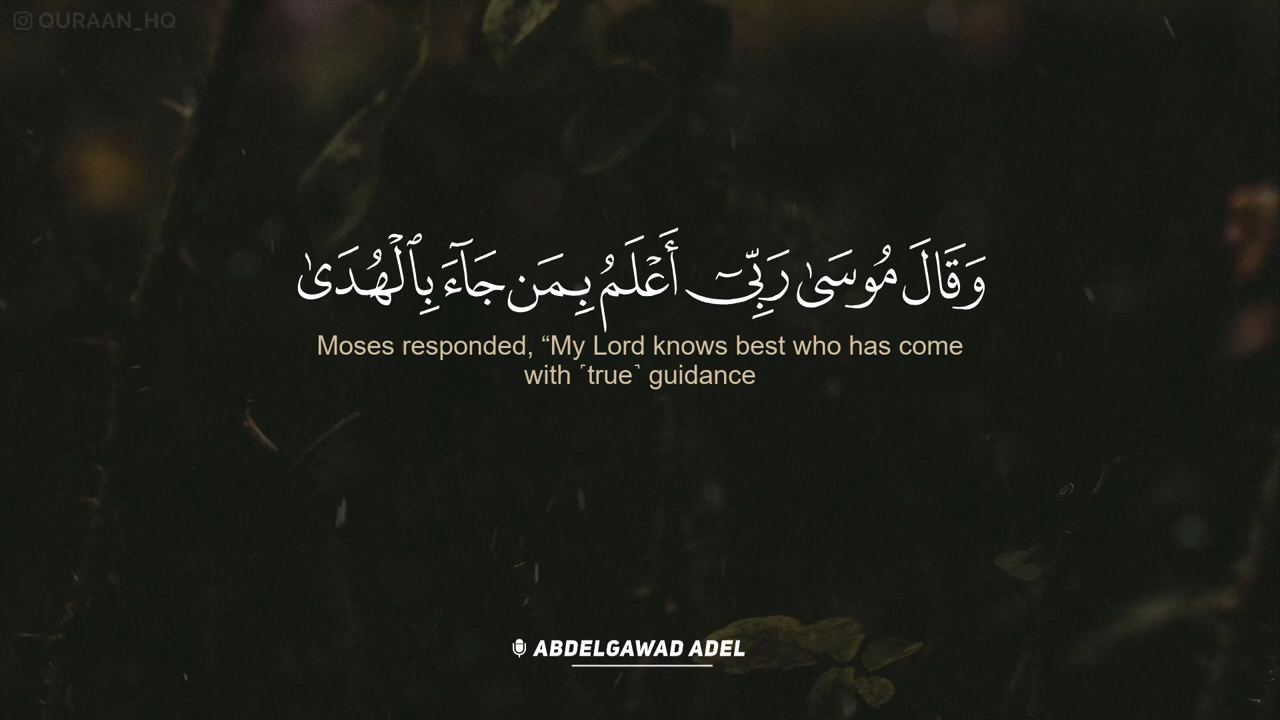 QURAAN_HQ
وَقَالَ مُوسَىٰ رَبِّىٓ أَعْلَمُ بِمَن جَآءَ بِٱلْهُدَىٰ
Moses responded, “My Lord knows best who has come
with ˹true˺ guidance
ABDELGAWAD ADEL